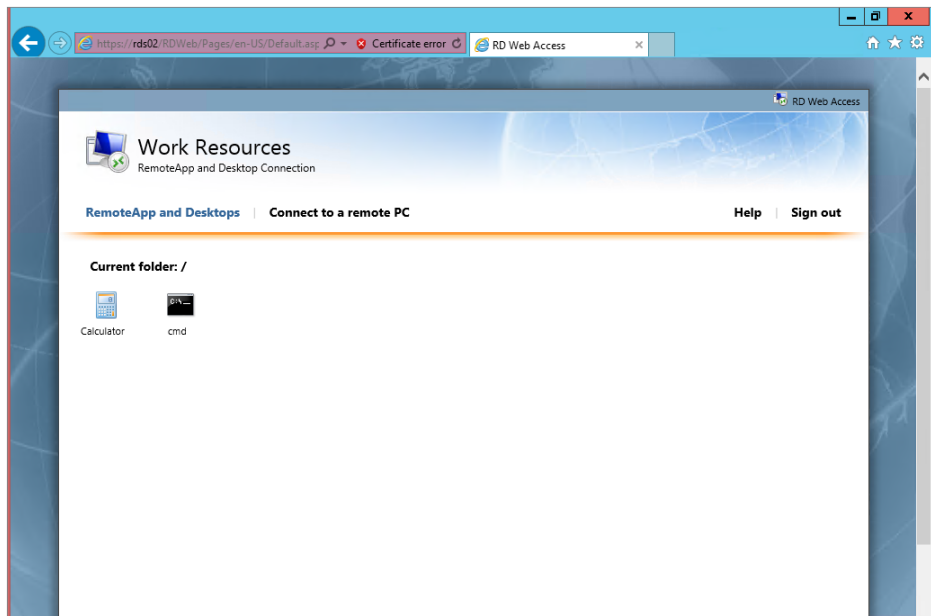 https://rds02/RDWeb/Pages/en-US/Default.asp Certificate error RD Web Access
RD Web Access
Work Resources
RemoteApp and Desktop Connection
RemoteApp and Desktops | Connect to a remote PC Help | Sign out
Current folder: /
C:\_
Calculator cmd